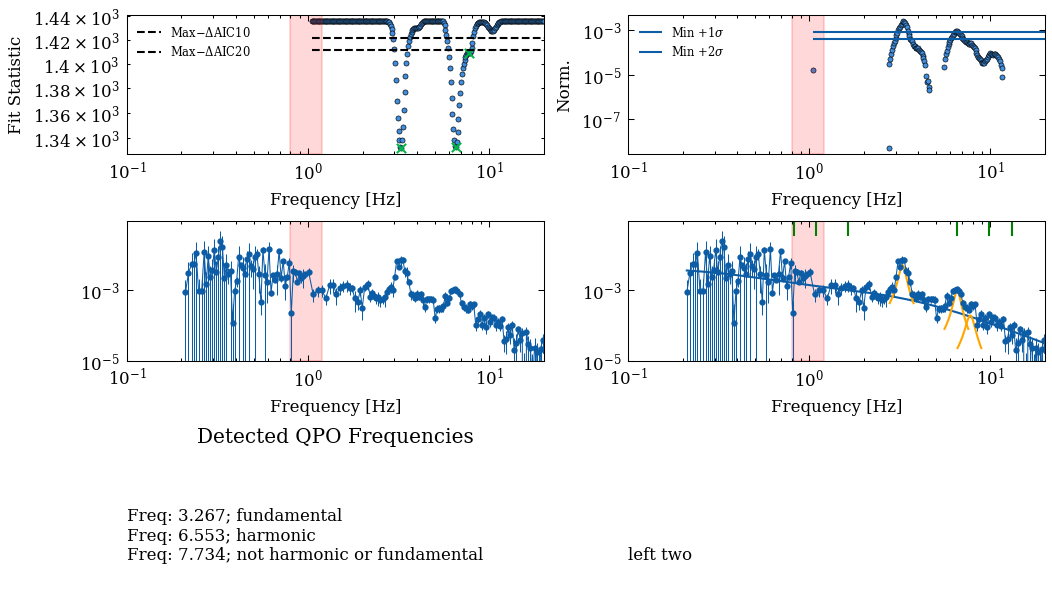 1.44 × 10³
1.42 × 10³
1.4 × 10³
1.38 × 10³
1.36 × 10³
1.34 × 10³
Fit Statistic
Max−ΔAIC10
Max−ΔAIC20
10⁻¹ 10⁰ 10¹
Frequency [Hz]
10⁻³
10⁻⁵
10⁻⁷
Norm.
Min +1σ
Min +2σ
10⁻¹ 10⁰ 10¹
Frequency [Hz]
10⁻³
10⁻⁵
10⁻¹ 10⁰ 10¹
Frequency [Hz]
10⁻³
10⁻⁵
10⁻¹ 10⁰ 10¹
Frequency [Hz]
Detected QPO Frequencies
Freq: 3.267; fundamental
Freq: 6.553; harmonic
Freq: 7.734; not harmonic or fundamental
left two